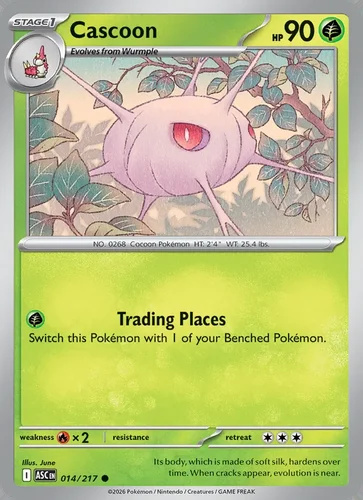 STAGE1
Cascoon
HP 90
Evolves from Wurmple
NO. 0268 Cocoon Pokémon HT: 2'4" WT: 25.4 lbs.
Trading Places
Switch this Pokémon with 1 of your Benched Pokémon.
weakness ×2 resistance retreat
Illus. June
I ASC EN 014/217
Its body, which is made of soft silk, hardens over
time. When cracks appear, evolution is near.
©2026 Pokémon / Nintendo / Creatures / GAME FREAK